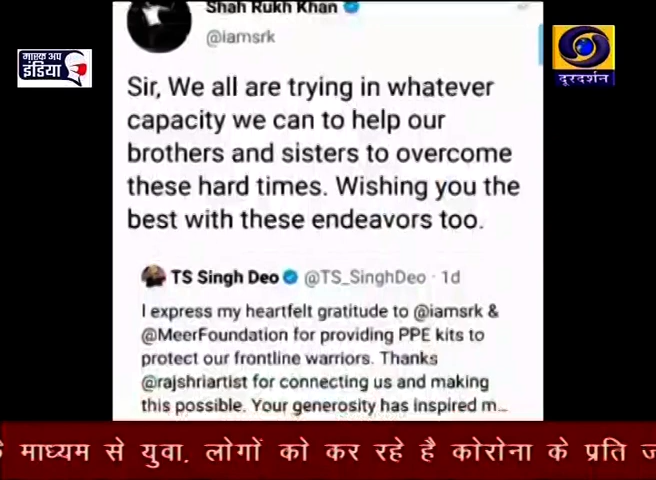 Shah Rukh Khan
@iamsrk
मास्क अप
इंडिया
दूरदर्शन
Sir, We all are trying in whatever
capacity we can to help our
brothers and sisters to overcome
these hard times. Wishing you the
best with these endeavors too.
TS Singh Deo @TS_SinghDeo · 1d
I express my heartfelt gratitude to @iamsrk &
@MeerFoundation for providing PPE kits to
protect our frontline warriors. Thanks
@rajshriartist for connecting us and making
this possible. Your generosity has inspired m...
माध्यम से युवा, लोगों को कर रहे है कोरोना के प्रति